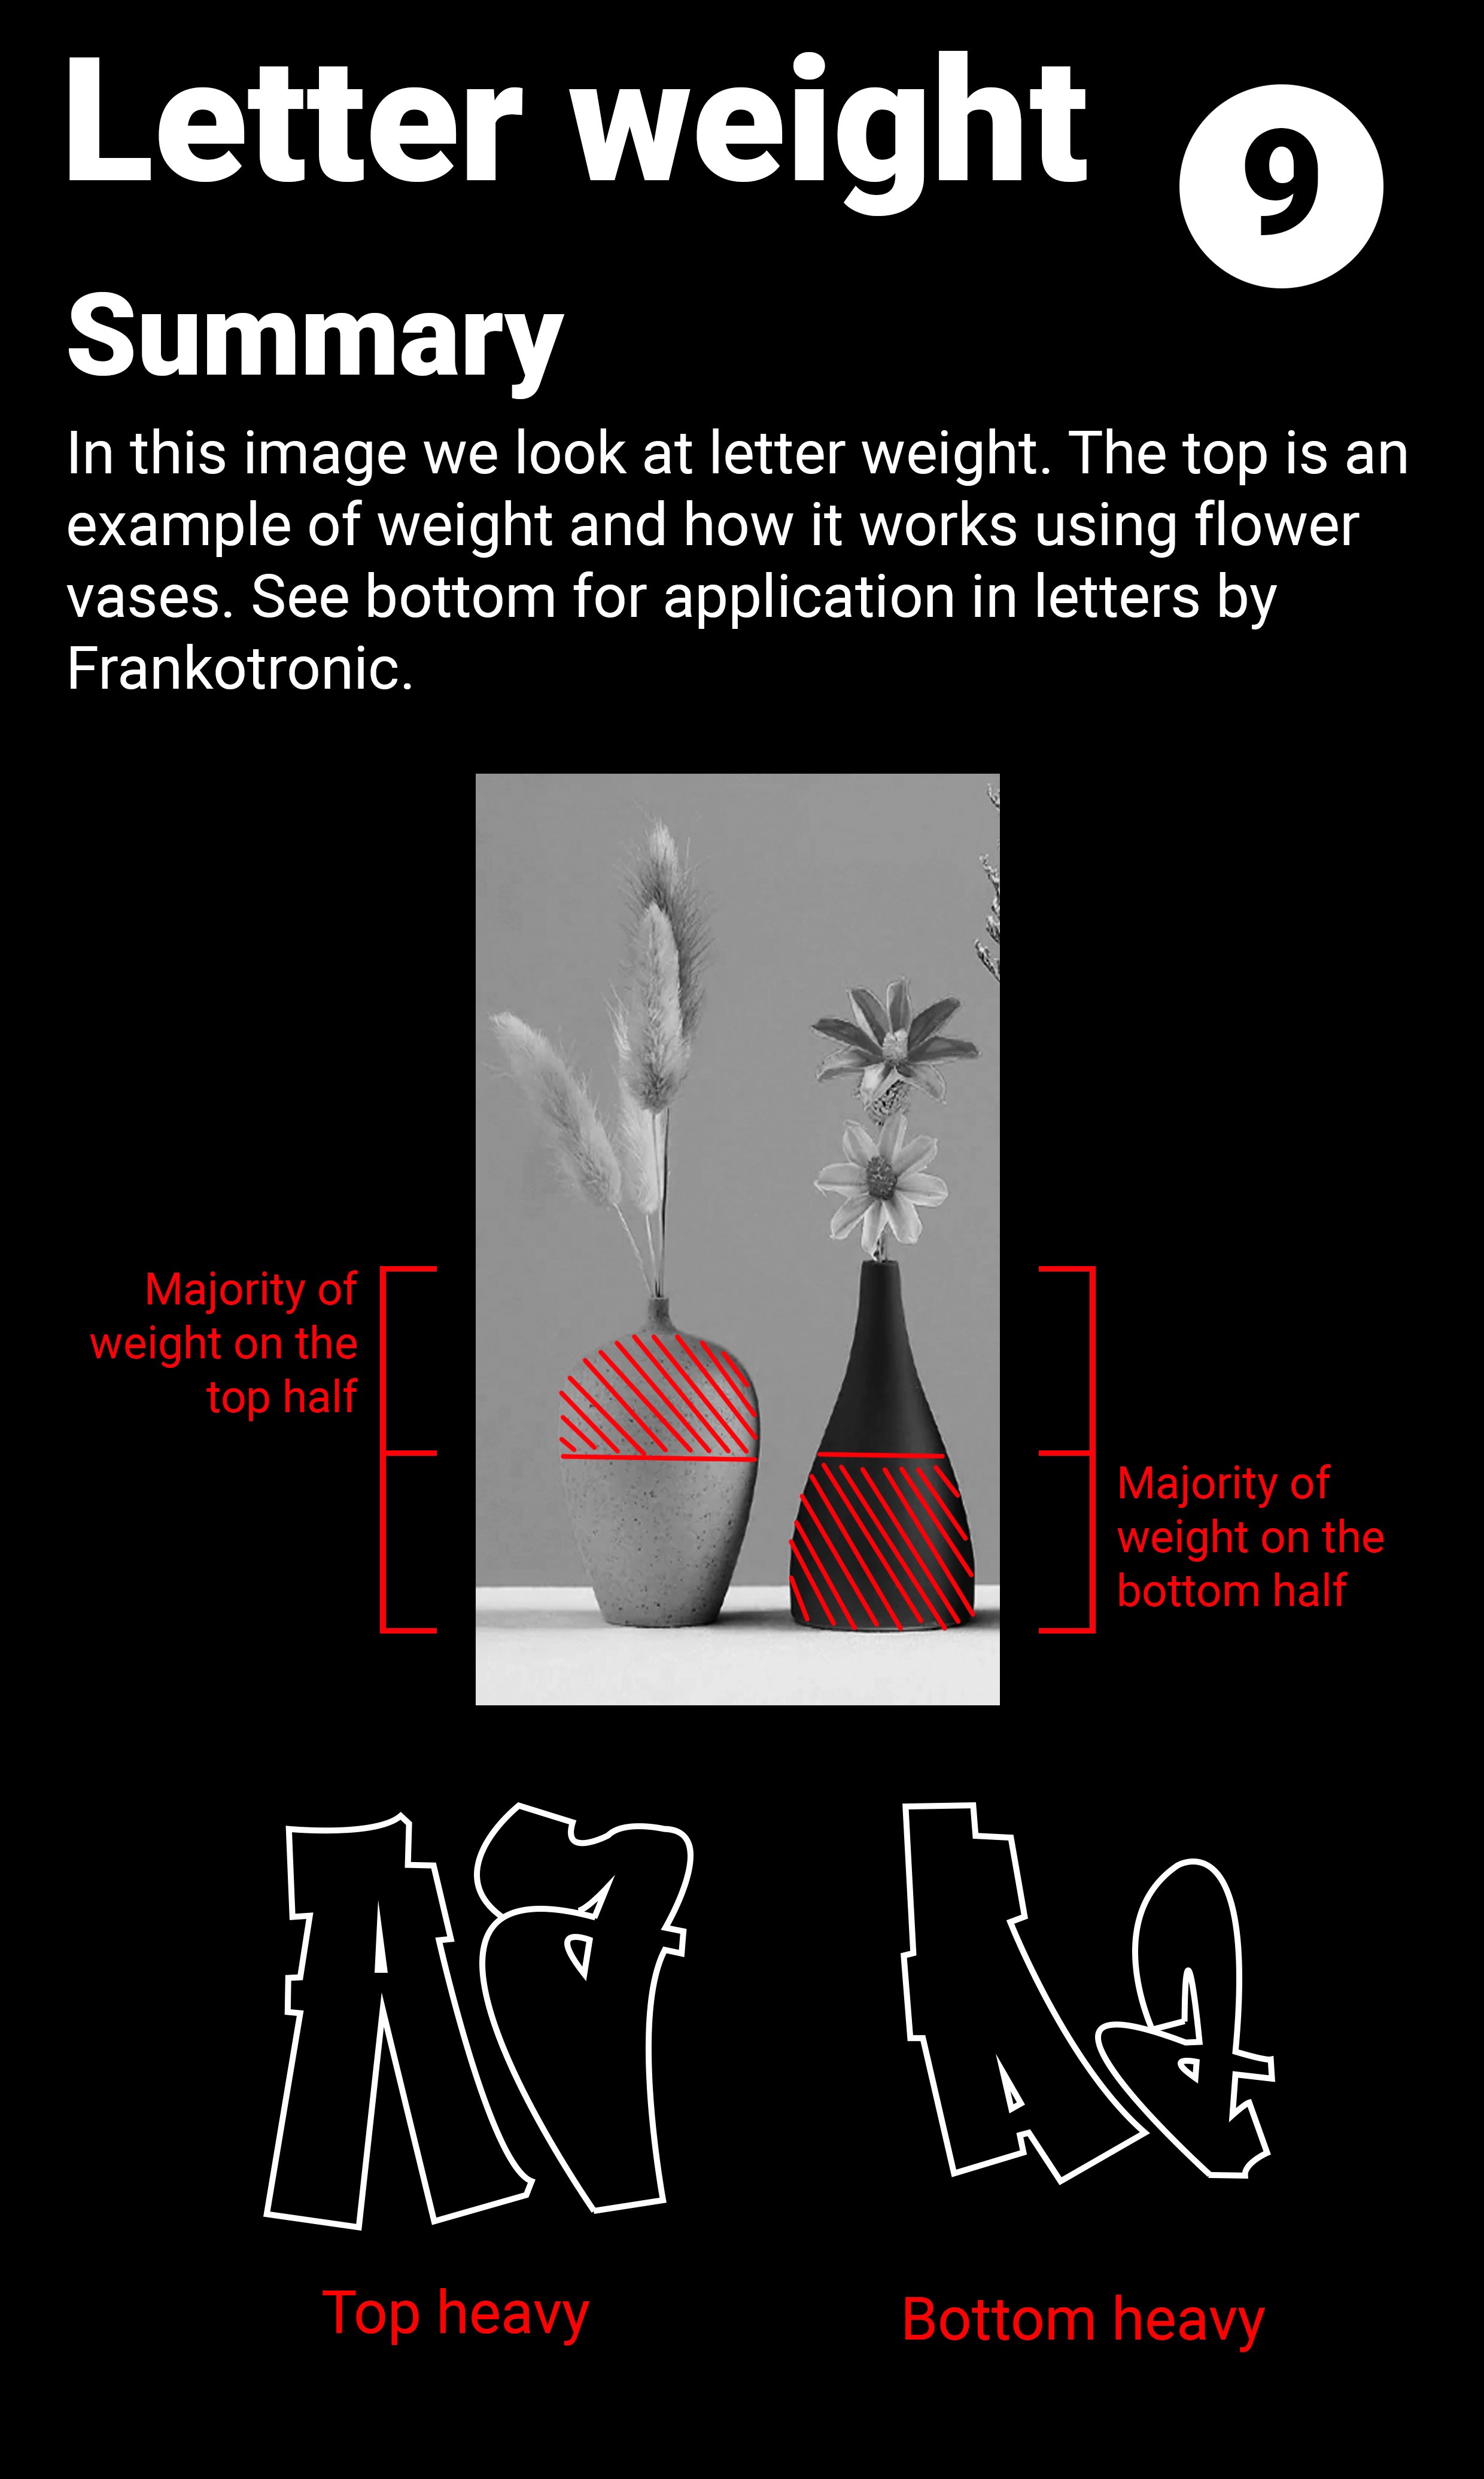 Letter weight
9
Summary
In this image we look at letter weight. The top is an
example of weight and how it works using flower
vases. See bottom for application in letters by
Frankotronic.
Majority of
weight on the
top half
Majority of
weight on the
bottom half
Top heavy
Bottom heavy